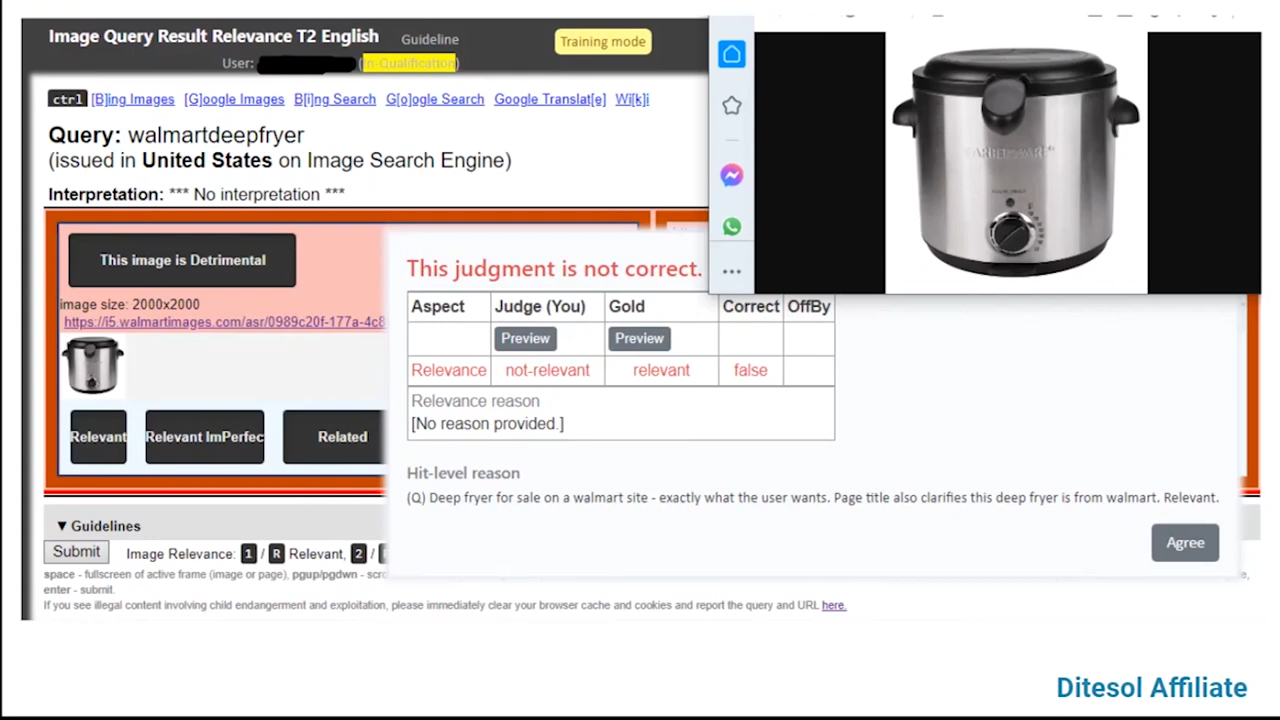 Image Query Result Relevance T2 English Guideline
Training mode
User: (In-Qualification)
ctrl [B]ing Images [G]oogle Images B[i]ng Search G[o]ogle Search Google Translat[e] Wi[k]i
Query: walmartdeepfryer
(issued in United States on Image Search Engine)
Interpretation: *** No interpretation ***
This image is Detrimental
image size: 2000x2000
https://i5.walmartimages.com/asr/0989c20f-177a-4c8
Relevant
Relevant ImPerfec
Related
This judgment is not correct.
Aspect Judge (You) Gold Correct OffBy
Preview Preview
Relevance not-relevant relevant false
Relevance reason
[No reason provided.]
Hit-level reason
(Q) Deep fryer for sale on a walmart site - exactly what the user wants. Page title also clarifies this deep fryer is from walmart. Relevant.
Agree
FARBERWARE
▼ Guidelines
Submit Image Relevance: 1 / R Relevant, 2 /
space - fullscreen of active frame (image or page), pgup/pgdwn - scro
enter - submit.
If you see illegal content involving child endangerment and exploitation, please immediately clear your browser cache and cookies and report the query and URL here.
Ditesol Affiliate